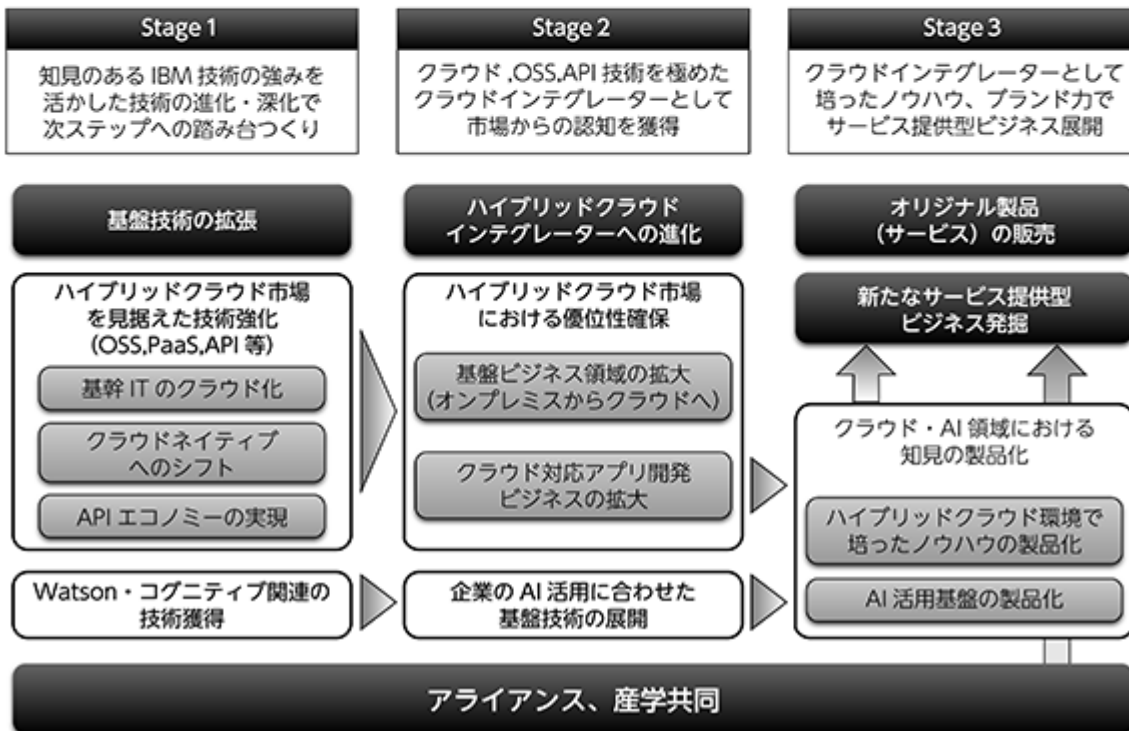 Stage 1
知見のある IBM 技術の強みを
活かした技術の進化・深化で
次ステップへの踏み台つくり
基盤技術の拡張
ハイブリッドクラウド市場
を見据えた技術強化
(OSS,PaaS,API 等)
基幹 IT のクラウド化
クラウドネイティブ
へのシフト
API エコノミーの実現
Watson・コグニティブ関連の
技術獲得
Stage 2
クラウド ,OSS,API 技術を極めた
クラウドインテグレーターとして
市場からの認知を獲得
ハイブリッドクラウド
インテグレーターへの進化
ハイブリッドクラウド市場
における優位性確保
基盤ビジネス領域の拡大
(オンプレミスからクラウドへ)
クラウド対応アプリ開発
ビジネスの拡大
企業の AI 活用に合わせた
基盤技術の展開
Stage 3
クラウドインテグレーターとして
培ったノウハウ、ブランド力で
サービス提供型ビジネス展開
オリジナル製品
（サービス）の販売
新たなサービス提供型
ビジネス発掘
クラウド・AI 領域における
知見の製品化
ハイブリッドクラウド環境で
培ったノウハウの製品化
AI 活用基盤の製品化
アライアンス、産学共同